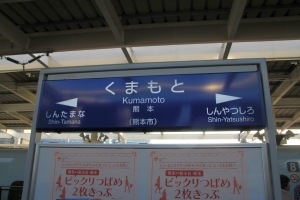 くまもと
Kumamoto
熊本
(熊本市)
しんたまな
Shin-Tamana
しんやつしろ
Shin-Yatsushiro
ビックリつばめ
2枚きっぷ
ビックリつばめ
2枚きっぷ